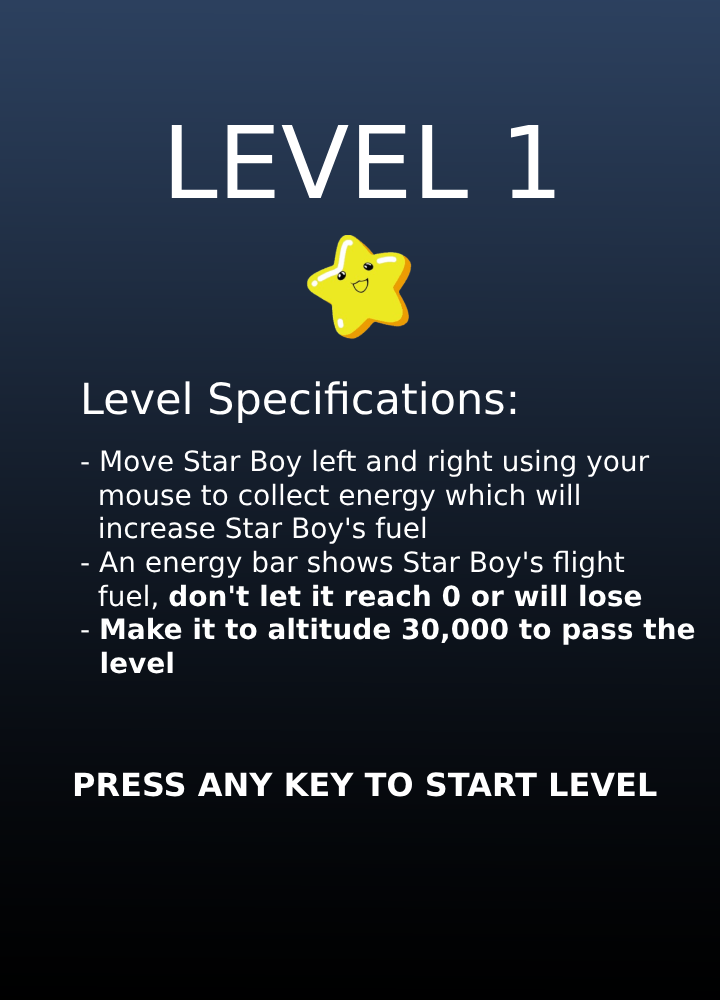 LEVEL 1
Level Specifications:
- Move Star Boy left and right using your
mouse to collect energy which will
increase Star Boy's fuel
- An energy bar shows Star Boy's flight
fuel, don't let it reach 0 or will lose
- Make it to altitude 30,000 to pass the
level
PRESS ANY KEY TO START LEVEL